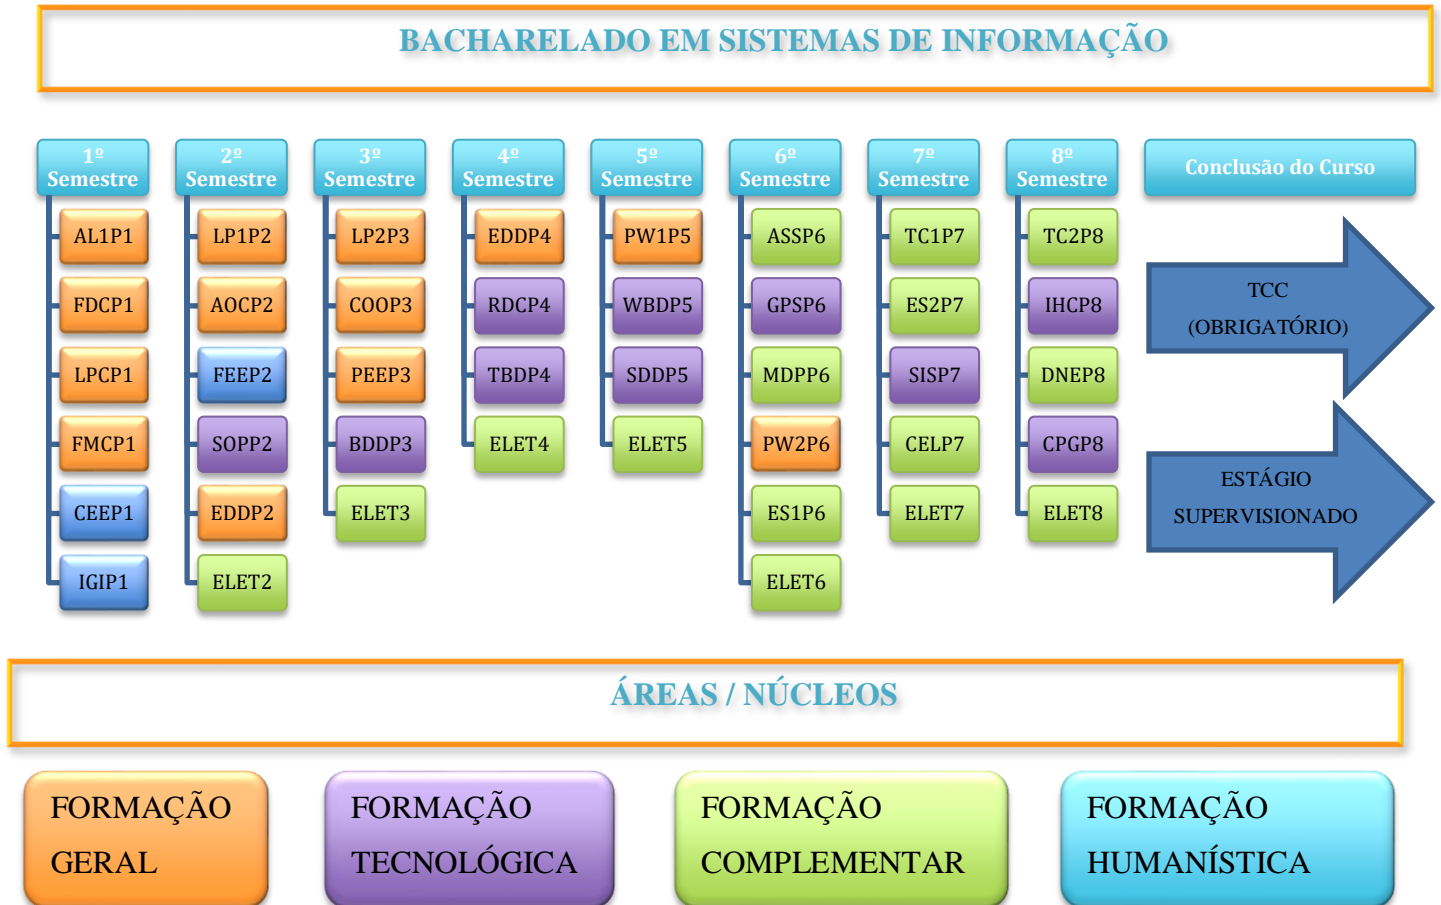 BACHARELADO EM SISTEMAS DE INFORMAÇÃO
1º
Semestre
AL1P1
FDCP1
LPCP1
FMCP1
CEEP1
IGIP1
2º
Semestre
LP1P2
AOCP2
FEEP2
SOPP2
EDDP2
ELET2
3º
Semestre
LP2P3
COOP3
PEEP3
BDDP3
ELET3
4º
Semestre
EDDP4
RDCP4
TBDP4
ELET4
5º
Semestre
PW1P5
WBDP5
SDDP5
ELET5
6º
Semestre
ASSP6
GPSP6
MDPP6
PW2P6
ES1P6
ELET6
7º
Semestre
TC1P7
ES2P7
SISP7
CELP7
ELET7
8º
Semestre
TC2P8
IHCP8
DNEP8
CPGP8
ELET8
Conclusão do Curso
TCC
(OBRIGATÓRIO)
ESTÁGIO
SUPERVISIONADO
ÁREAS / NÚCLEOS
FORMAÇÃO
GERAL
FORMAÇÃO
TECNOLÓGICA
FORMAÇÃO
COMPLEMENTAR
FORMAÇÃO
HUMANÍSTICA